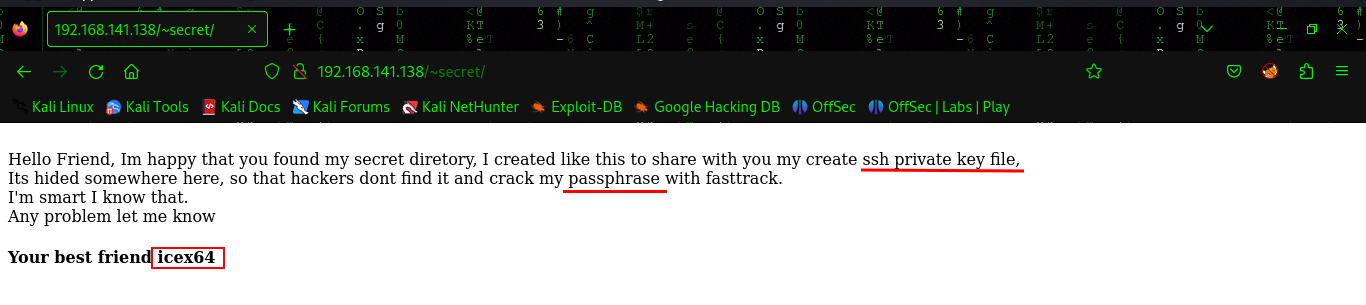 192.168.141.138/~secret/
192.168.141.138/~secret/
Kali Linux Kali Tools Kali Docs Kali Forums Kali NetHunter Exploit-DB Google Hacking DB OffSec OffSec | Labs | Play
Hello Friend, Im happy that you found my secret diretory, I created like this to share with you my create ssh private key file,
Its hided somewhere here, so that hackers dont find it and crack my passphrase with fasttrack.
I'm smart I know that.
Any problem let me know
Your best friend icex64